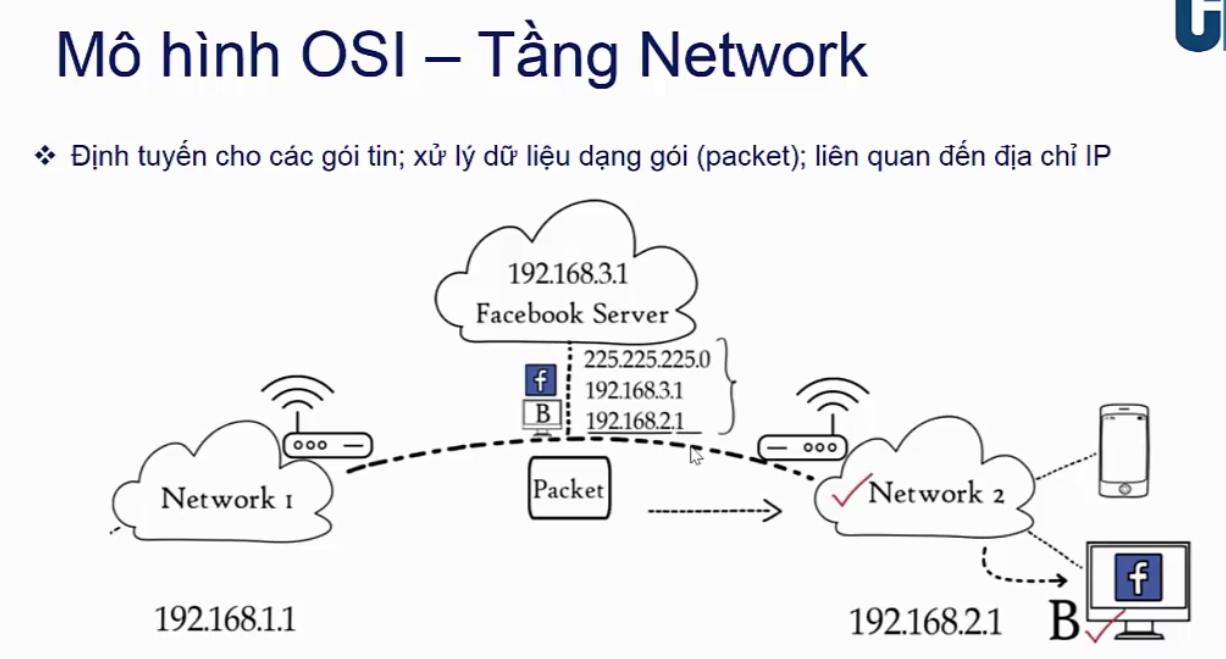 Mô hình OSI – Tầng Network
❖ Định tuyến cho các gói tin; xử lý dữ liệu dạng gói (packet); liên quan đến địa chỉ IP
192.168.3.1
Facebook Server
225.225.225.0
f
192.168.3.1
B
192.168.2.1
Network 1
Packet
Network 2
f
192.168.1.1
192.168.2.1
B